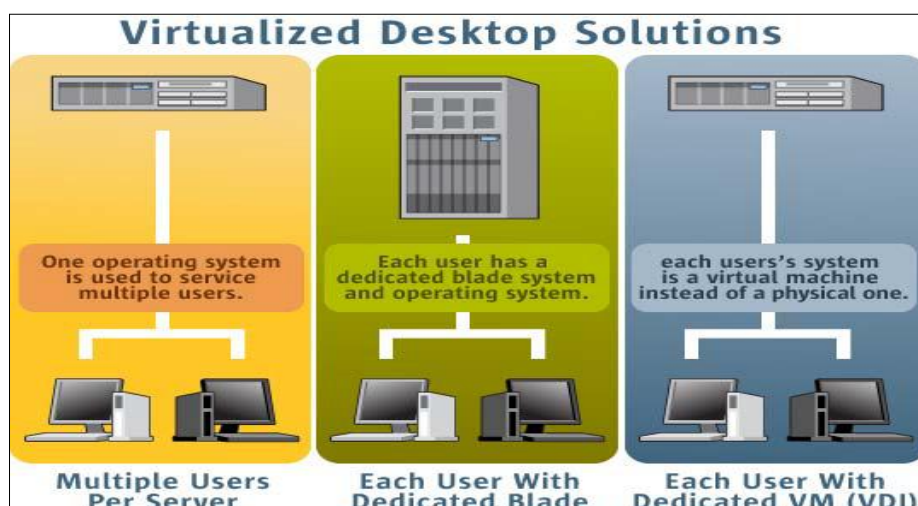 Virtualized Desktop Solutions
One operating system
is used to service
multiple users.
Each user has a
dedicated blade system
and operating system.
each users's system
is a virtual machine
instead of a physical one.
Multiple Users
Per Server
Each User With
Dedicated Blade
Each User With
Dedicated VM (VDI)